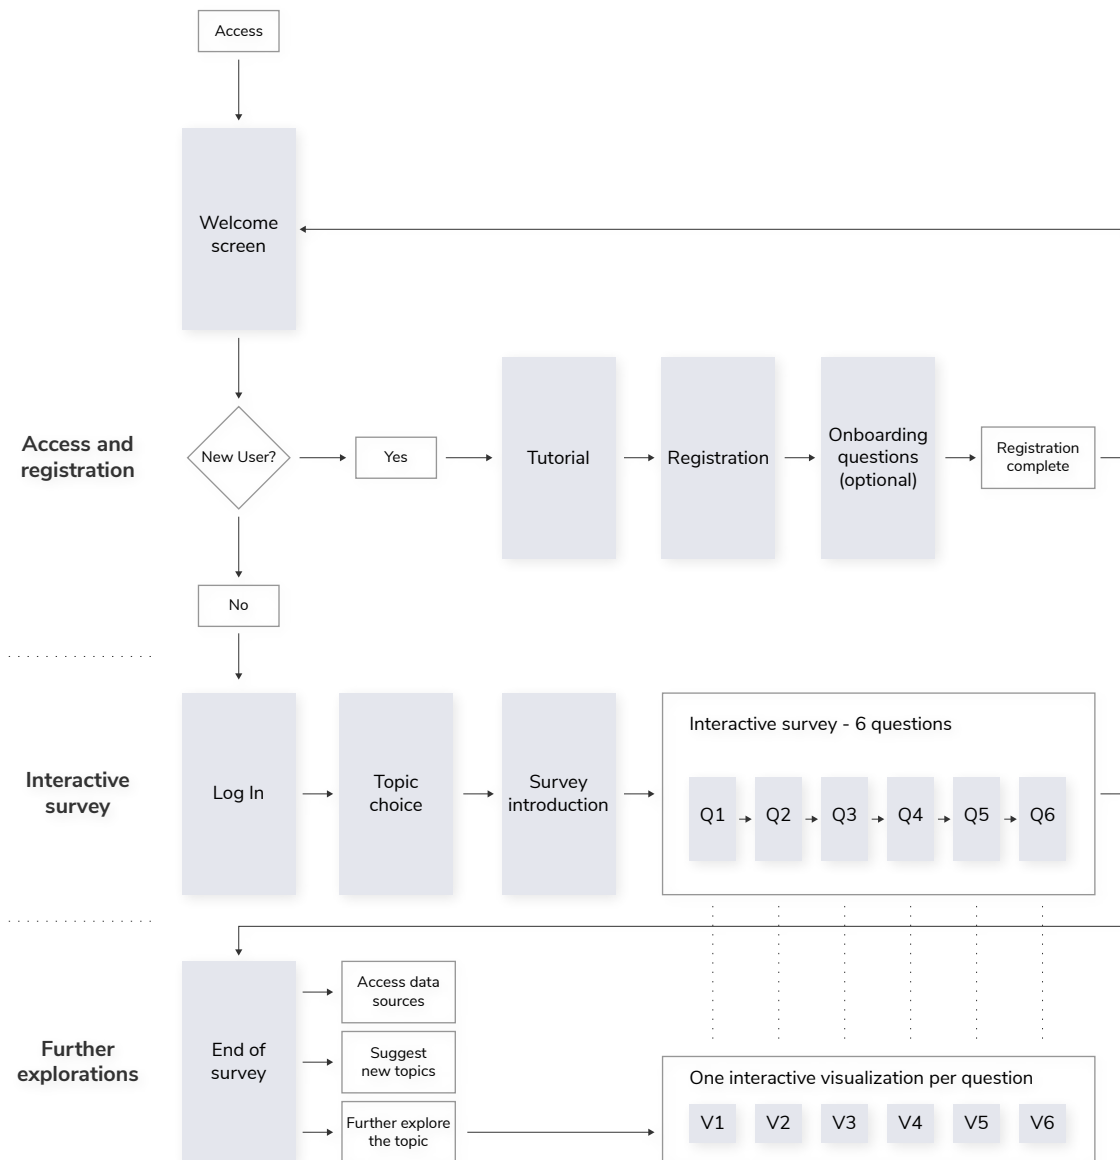 Access
Welcome
screen
Access and
registration
New User?
Yes
Tutorial
Registration
Onboarding
questions
(optional)
Registration
complete
No
Interactive
survey
Log In
Topic
choice
Survey
introduction
Interactive survey - 6 questions
Q1
Q2
Q3
Q4
Q5
Q6
Further
explorations
End of
survey
Access data
sources
Suggest
new topics
Further explore
the topic
One interactive visualization per question
V1
V2
V3
V4
V5
V6